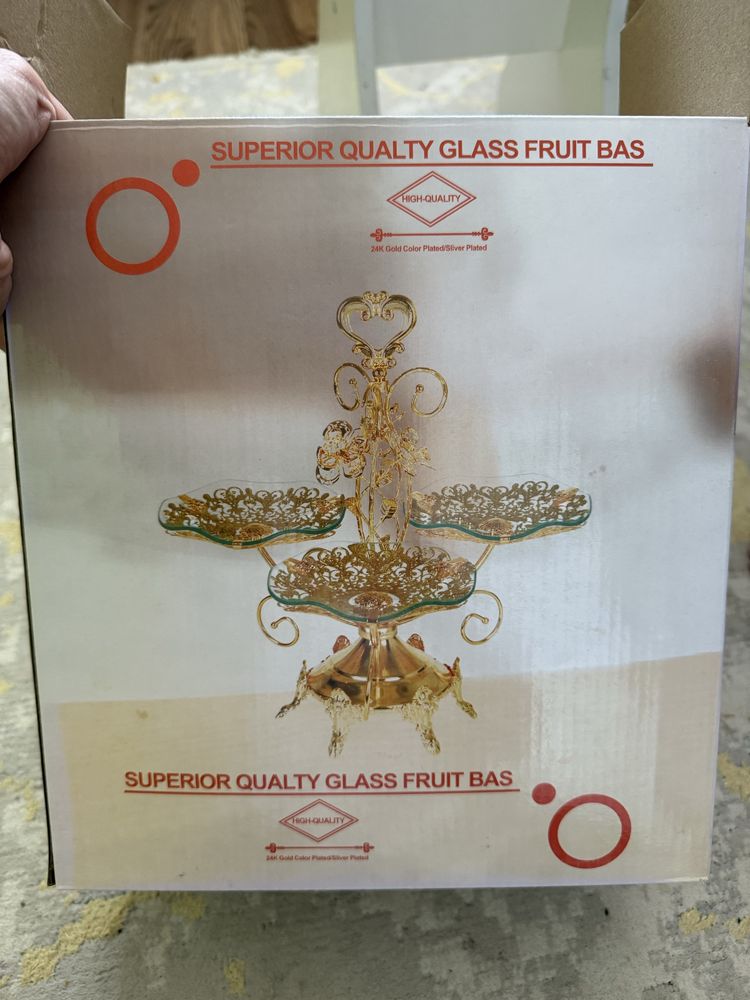 SUPERIOR QUALTY GLASS FRUIT BAS
HIGH-QUALITY
24K Gold Color Plated/Sliver Plated
SUPERIOR QUALTY GLASS FRUIT BAS
HIGH-QUALITY
24K Gold Color Plated/Sliver Plated